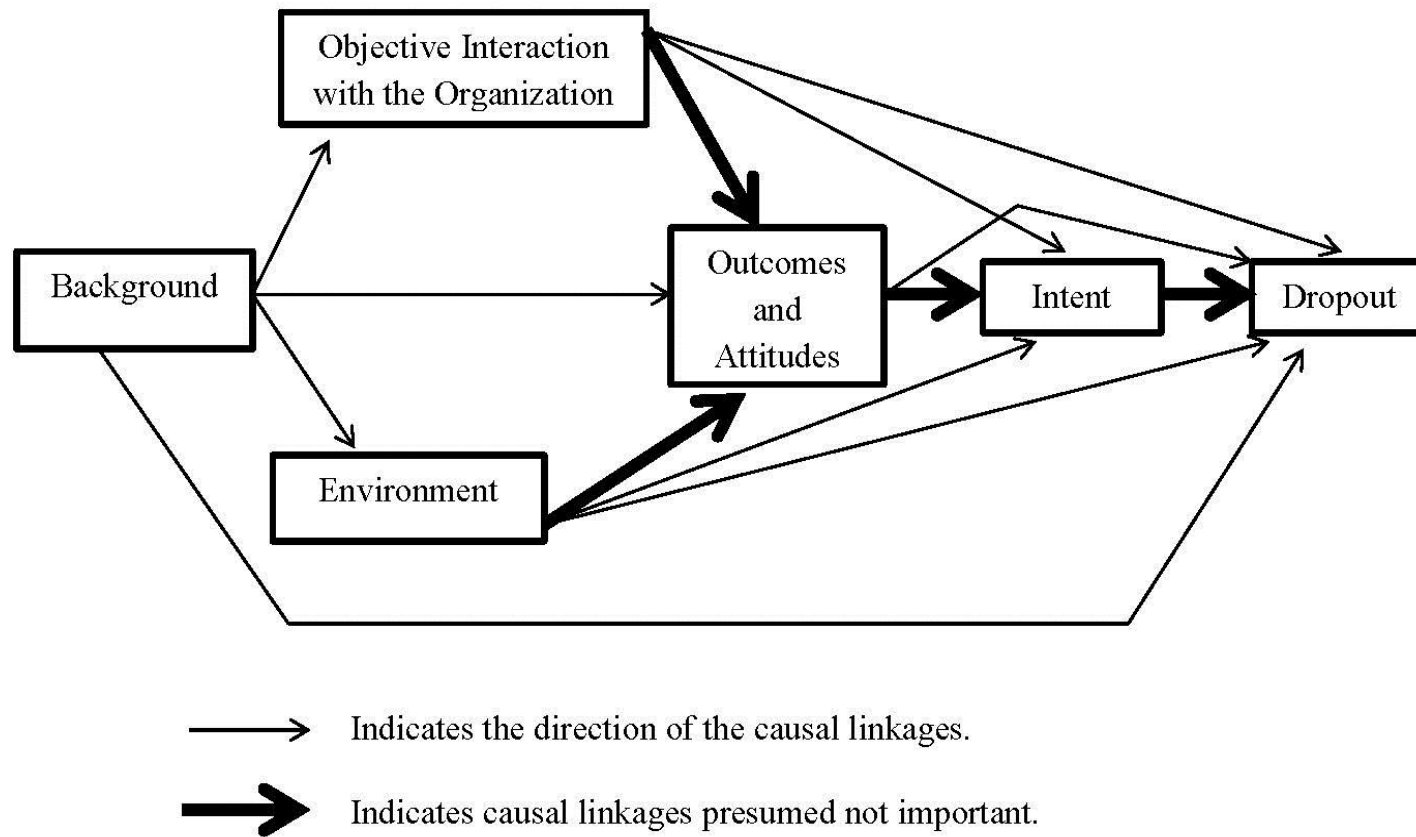 Objective Interaction
with the Organization
Background
Outcomes
and
Attitudes
Intent
Dropout
Environment
Indicates the direction of the causal linkages.
Indicates causal linkages presumed not important.